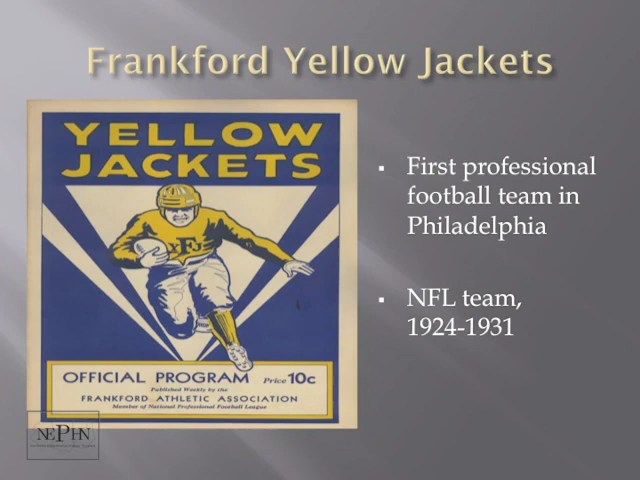 Frankford Yellow Jackets
YELLOW
JACKETS
YFJ
OFFICIAL PROGRAM Price 10c
Published Weekly by the
FRANKFORD ATHLETIC ASSOCIATION
Member of National Professional Football League
NEPHN
▪ First professional
football team in
Philadelphia
▪ NFL team,
1924-1931